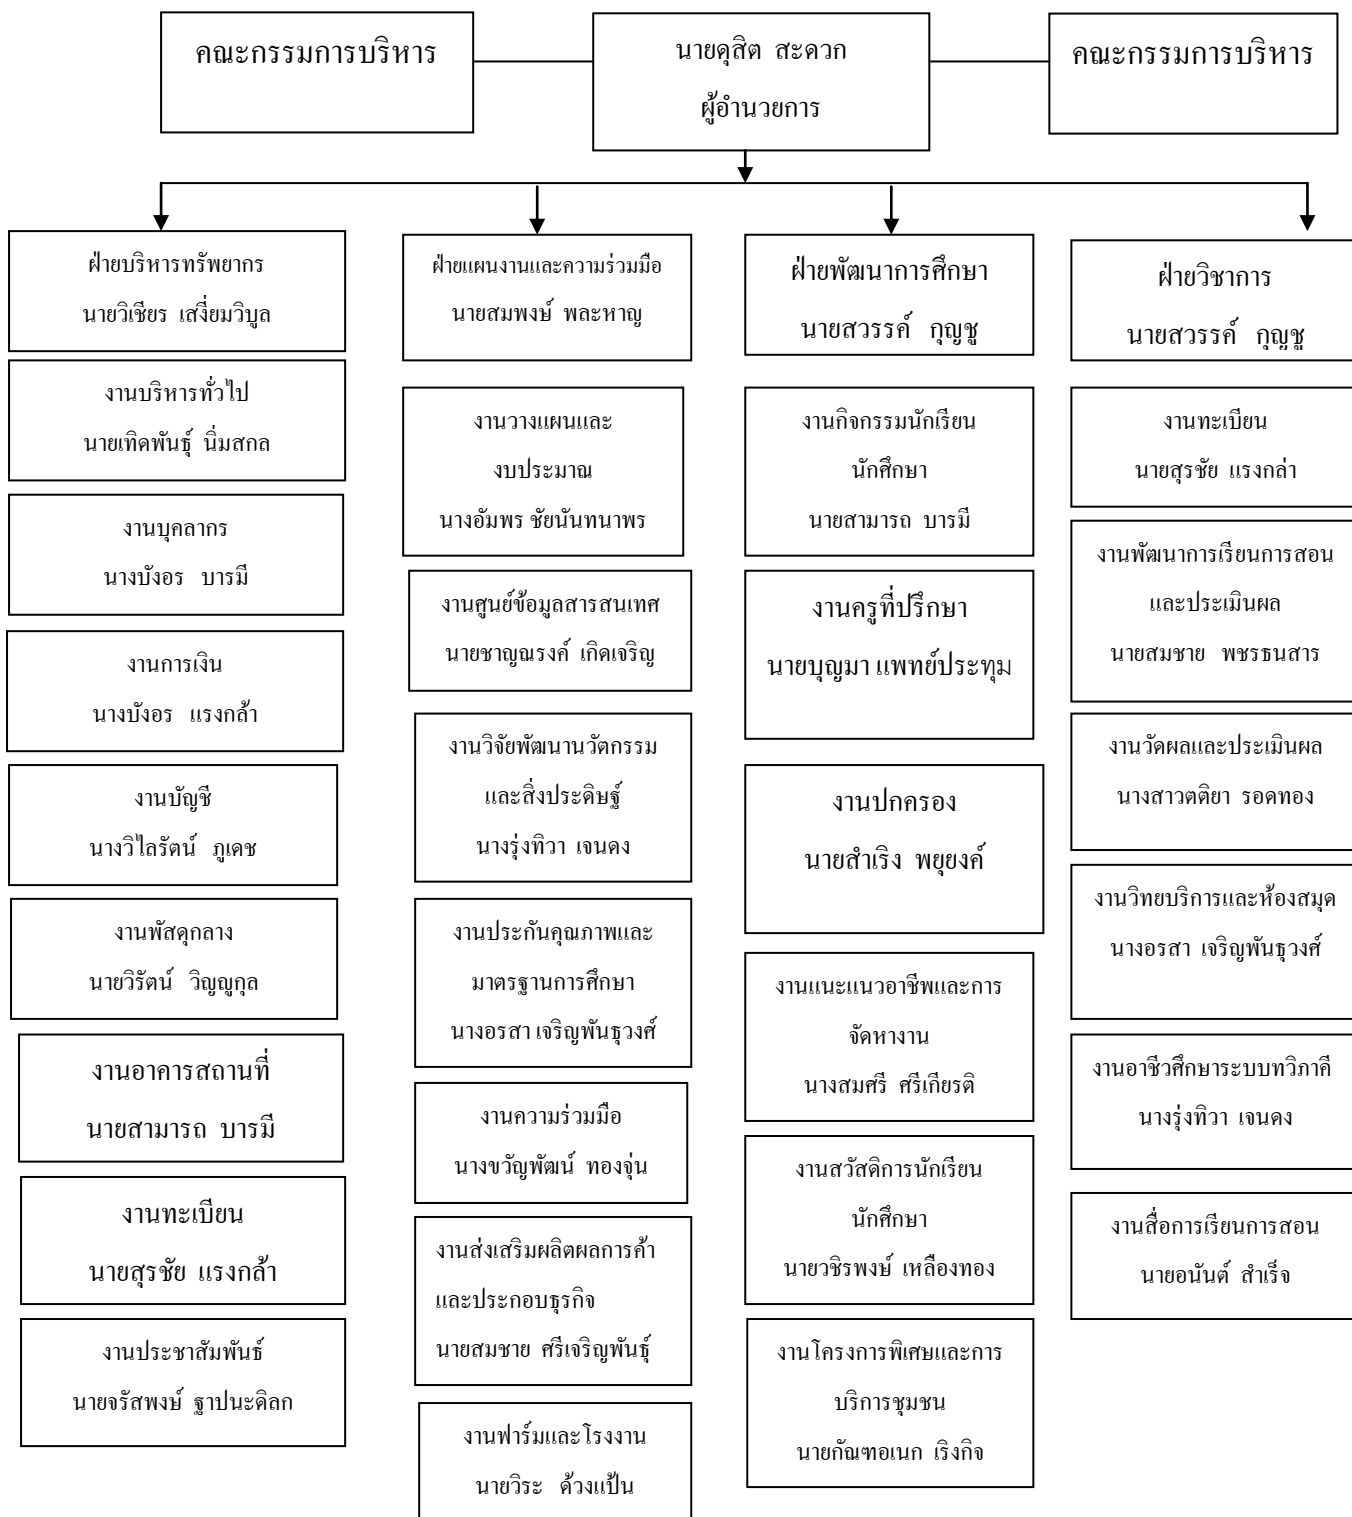 คณะกรรมการบริหาร
นายดุสิต สะดวก
ผู้อำนวยการ
คณะกรรมการบริหาร
ฝ่ายบริหารทรัพยากร
นายวิเชียร เสงี่ยมวิบูล
งานบริหารทั่วไป
นายเทิดพันธุ์ นิ่มสกล
งานบุคลากร
นางบังอร บารมี
งานการเงิน
นางบังอร แรงกล้า
งานบัญชี
นางวิไลรัตน์ ภูเดช
งานพัสดุกลาง
นายวิรัตน์ วิญญูกุล
งานอาคารสถานที่
นายสามารถ บารมี
งานทะเบียน
นายสุรชัย แรงกล้า
งานประชาสัมพันธ์
นายจรัสพงษ์ ฐาปนะดิลก
ฝ่ายแผนงานและความร่วมมือ
นายสมพงษ์ พละหาญ
งานวางแผนและ
งบประมาณ
นางอัมพร ชัยนันทนาพร
งานศูนย์ข้อมูลสารสนเทศ
นายชาญณรงค์ เกิดเจริญ
งานวิจัยพัฒนานวัตกรรม
และสิ่งประดิษฐ์
นางรุ่งทิวา เจนดง
งานประกันคุณภาพและ
มาตรฐานการศึกษา
นางอรสา เจริญพันธุวงศ์
งานความร่วมมือ
นางขวัญพัฒน์ ทองจุ่น
งานส่งเสริมผลิตผลการค้า
และประกอบธุรกิจ
นายสมชาย ศรีเจริญพันธุ์
งานฟาร์มและโรงงาน
นายวิระ ด้วงแป้น
ฝ่ายพัฒนาการศึกษา
นายสวรรค์ กุญชู
งานกิจกรรมนักเรียน
นักศึกษา
นายสามารถ บารมี
งานครูที่ปรึกษา
นายบุญมา แพทย์ประทุม
งานปกครอง
นายสำเริง พยุยงค์
งานแนะแนวอาชีพและการ
จัดหางาน
นางสมศรี ศรีเกียรติ
งานสวัสดิการนักเรียน
นักศึกษา
นายวชิรพงษ์ เหลืองทอง
งานโครงการพิเศษและการ
บริการชุมชน
นายกัณฑอเนก เริงกิจ
ฝ่ายวิชาการ
นายสวรรค์ กุญชู
งานทะเบียน
นายสุรชัย แรงกล่า
งานพัฒนาการเรียนการสอน
และประเมินผล
นายสมชาย พชรธนสาร
งานวัดผลและประเมินผล
นางสาวตติยา รอดทอง
งานวิทยบริการและห้องสมุด
นางอรสา เจริญพันธุวงศ์
งานอาชีวศึกษาระบบทวิภาคี
นางรุ่งทิวา เจนดง
งานสื่อการเรียนการสอน
นายอนันต์ สำเร็จ